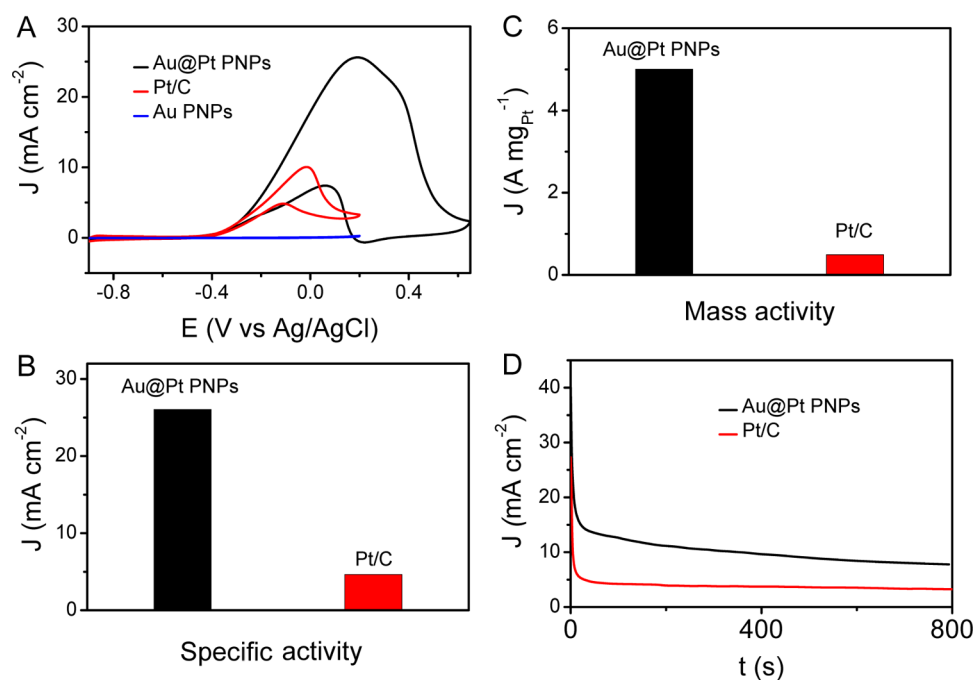 A
30
20
10
0
J (mA cm-2)
Au@Pt PNPs
Pt/C
Au PNPs
-0.8
-0.4
0.0
0.4
E (V vs Ag/AgCl)
C
6
4
2
0
J (A mgPt-1)
Au@Pt PNPs
Pt/C
Mass activity
B
30
20
10
0
J (mA cm-2)
Au@Pt PNPs
Pt/C
Specific activity
D
40
30
20
10
0
J (mA cm-2)
Au@Pt PNPs
Pt/C
0
400
800
t (s)